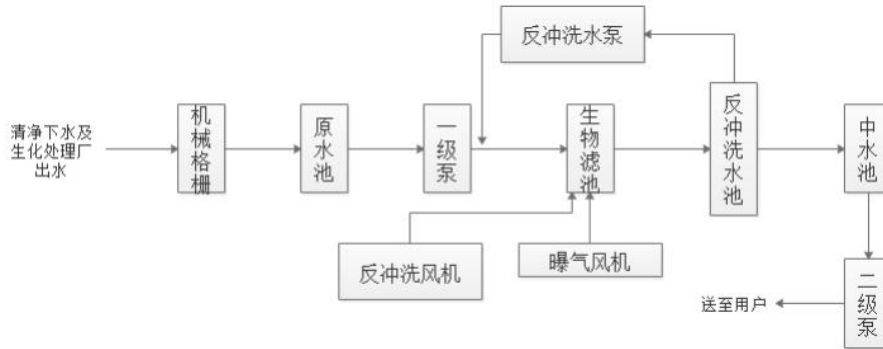 反冲洗水泵
清净下水及
生化处理厂
出水
机械格栅
原水池
一级泵
生物滤池
反冲洗水池
中水池
反冲洗风机
曝气风机
二级泵
送至用户